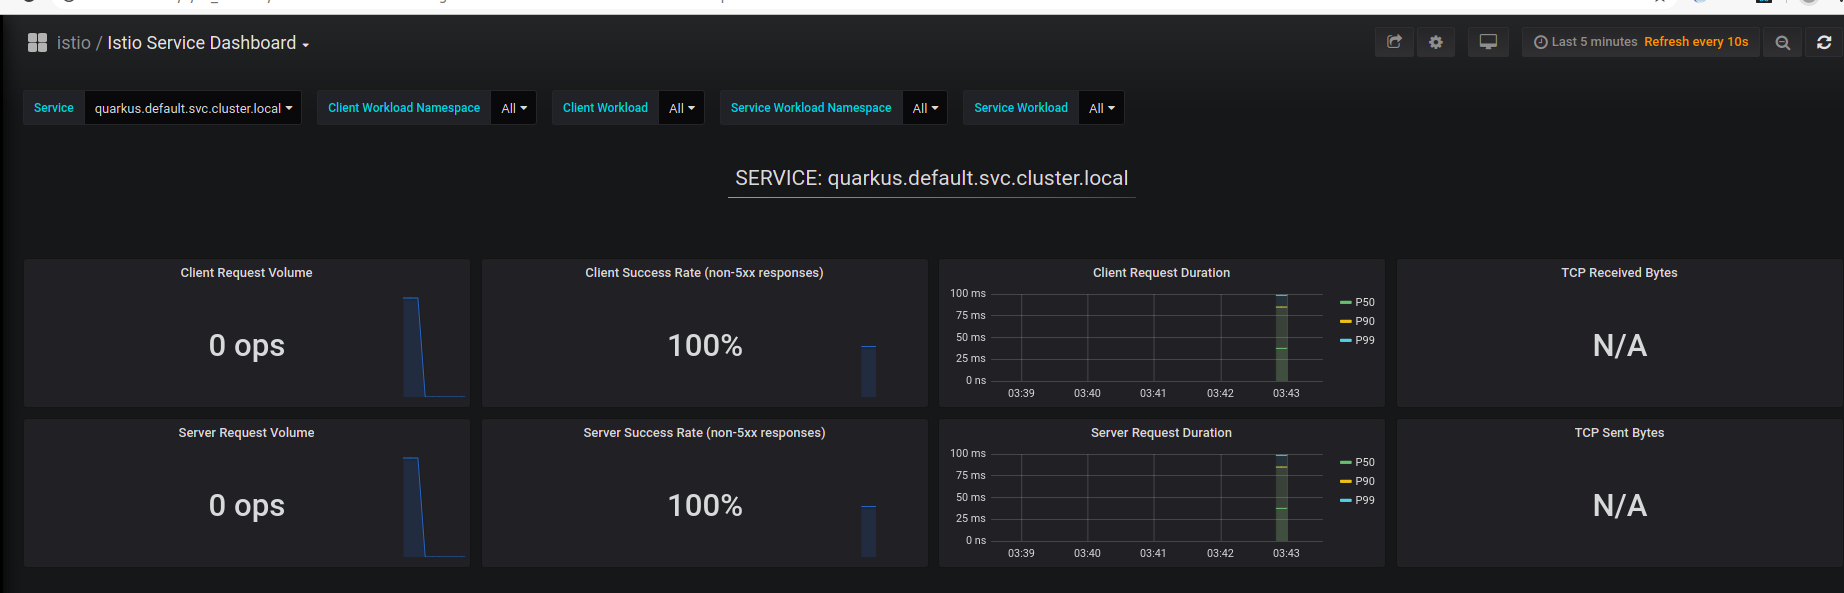 istio / Istio Service Dashboard
Last 5 minutes Refresh every 10s
Service quarkus.default.svc.cluster.local Client Workload Namespace All Client Workload All Service Workload Namespace All Service Workload All
SERVICE: quarkus.default.svc.cluster.local
Client Request Volume
0 ops
Client Success Rate (non-5xx responses)
100%
Client Request Duration
100 ms
75 ms
50 ms
25 ms
0 ns
03:39 03:40 03:41 03:42 03:43
P50
P90
P99
TCP Received Bytes
N/A
Server Request Volume
0 ops
Server Success Rate (non-5xx responses)
100%
Server Request Duration
100 ms
75 ms
50 ms
25 ms
0 ns
03:39 03:40 03:41 03:42 03:43
P50
P90
P99
TCP Sent Bytes
N/A